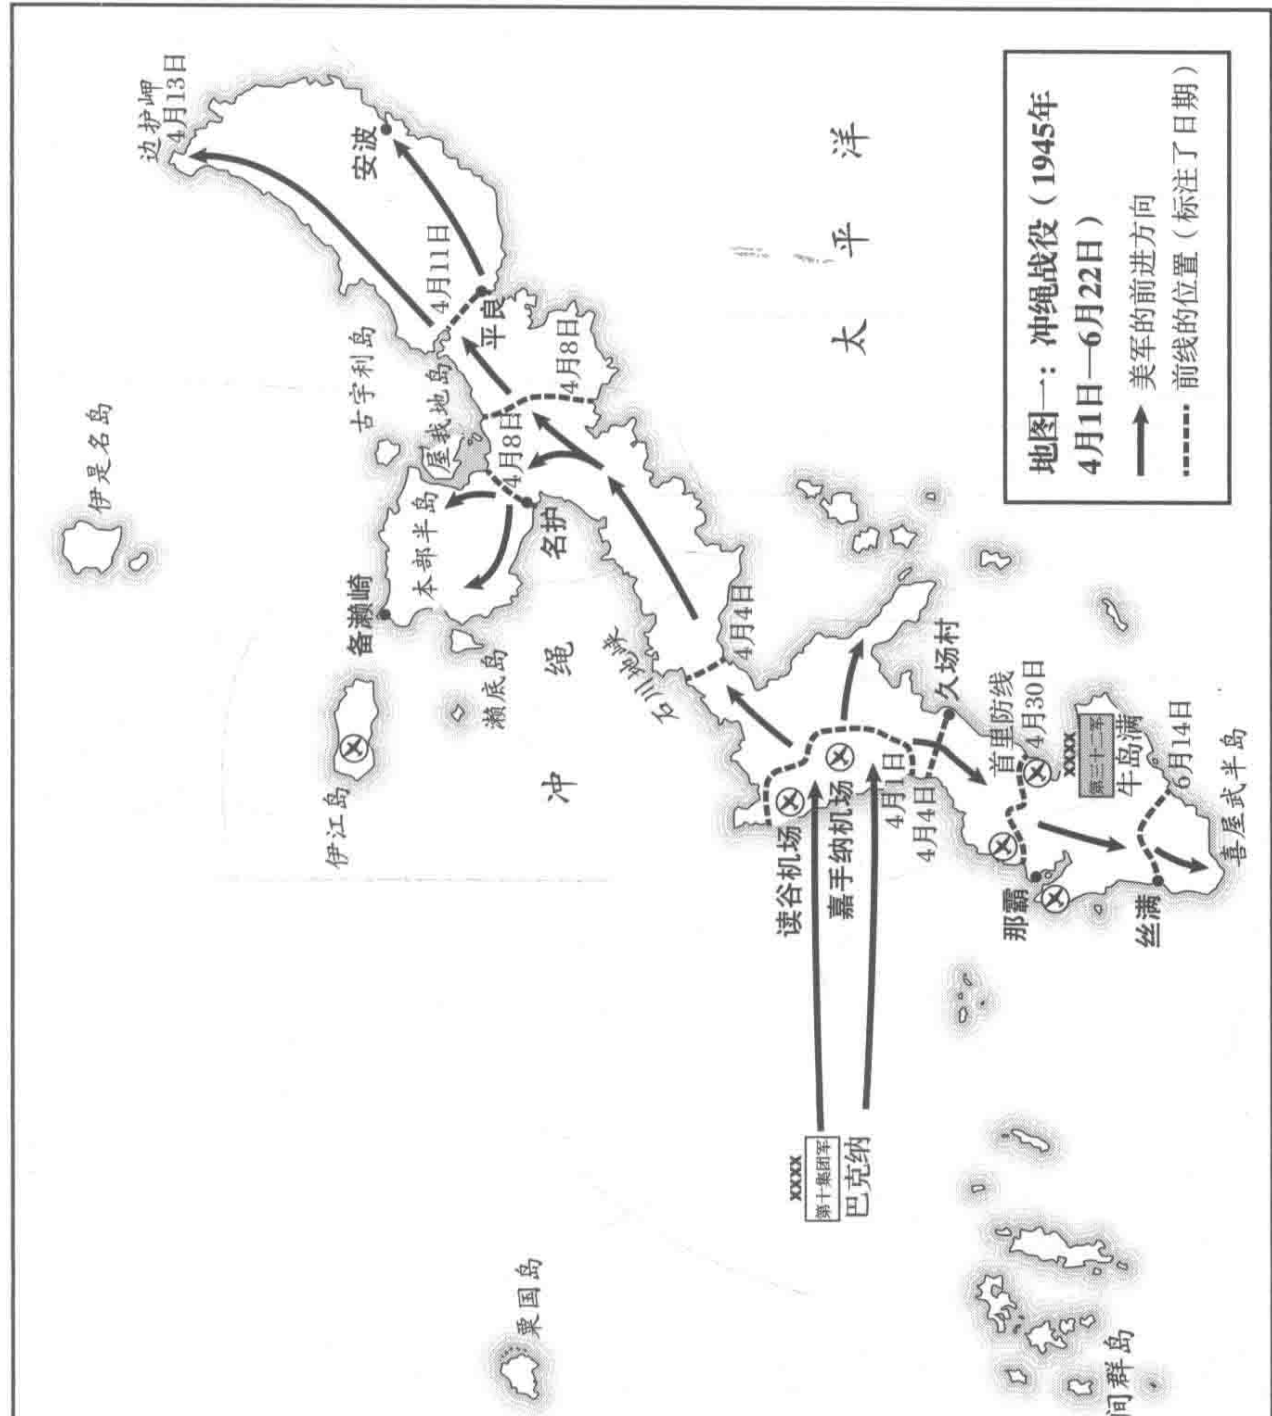 地图一：冲绳战役（1945年
4月1日—6月22日）
美军的前进方向
前线的位置（标注了日期）
边护岬
4月13日
安波
4月11日
平良
4月8日
古宇利岛
屋我地岛
4月8日
伊是名岛
本部半岛
名护
备濑崎
濑底岛
伊江岛
冲绳
石川地峡
4月4日
太平洋
久场村
读谷机场
嘉手纳机场
4月1日
4月4日
首里防线
4月30日
XXXX
牛岛满
6月14日
那霸
丝满
喜屋武半岛
XXXX
第十集团军
巴克纳
粟国岛
间群岛